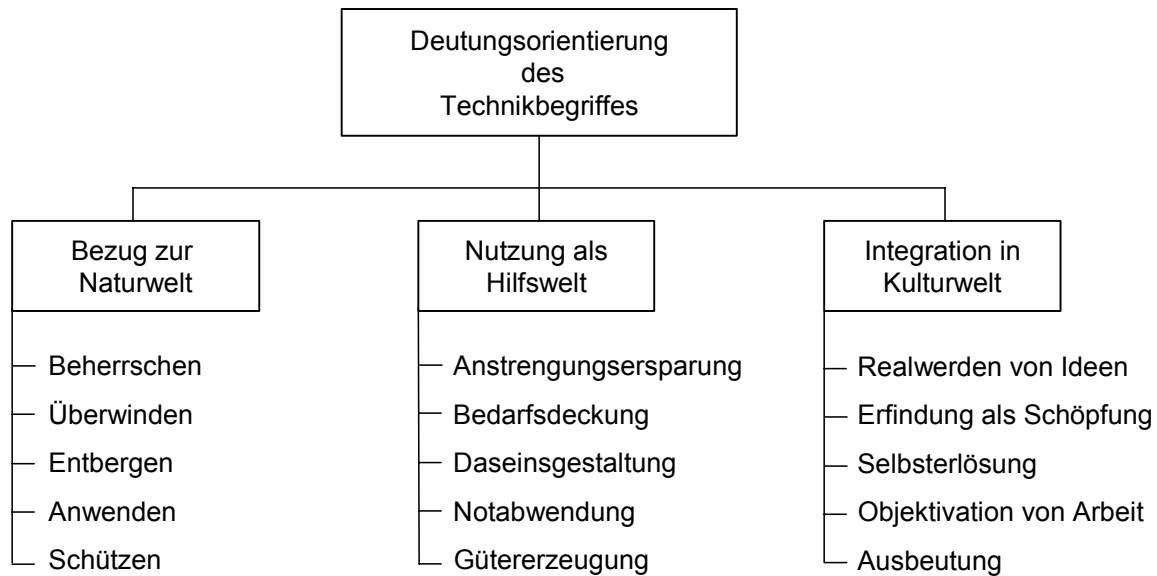 Deutungsorientierung
des
Technikbegriffes
Bezug zur
Naturwelt
Beherrschen
Überwinden
Entbergen
Anwenden
Schützen
Nutzung als
Hilfswelt
Anstrengungsersparung
Bedarfsdeckung
Daseinsgestaltung
Notabwendung
Gütererzeugung
Integration in
Kulturwelt
Realwerden von Ideen
Erfindung als Schöpfung
Selbsterlösung
Objektivation von Arbeit
Ausbeutung